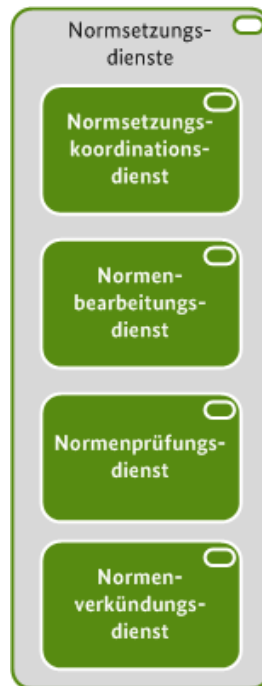 Normsetzungs-
dienste
Normsetzungs-
koordinations-
dienst
Normen-
bearbeitungs-
dienst
Normenprüfungs-
dienst
Normen-
verkündungs-
dienst